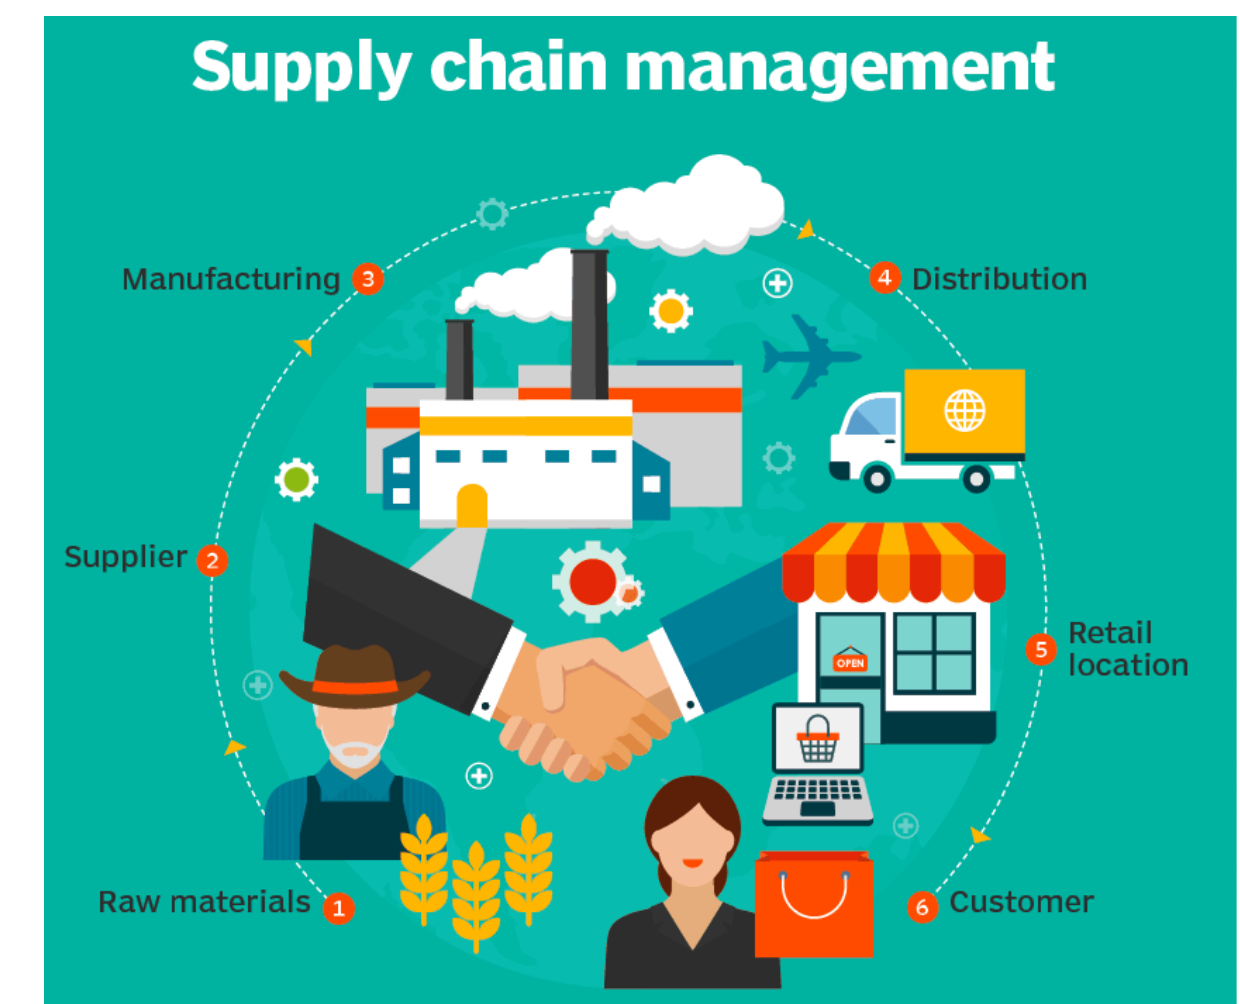 Supply chain management
Manufacturing 3
4 Distribution
Supplier 2
OPEN
5 Retail
location
Raw materials 1
6 Customer